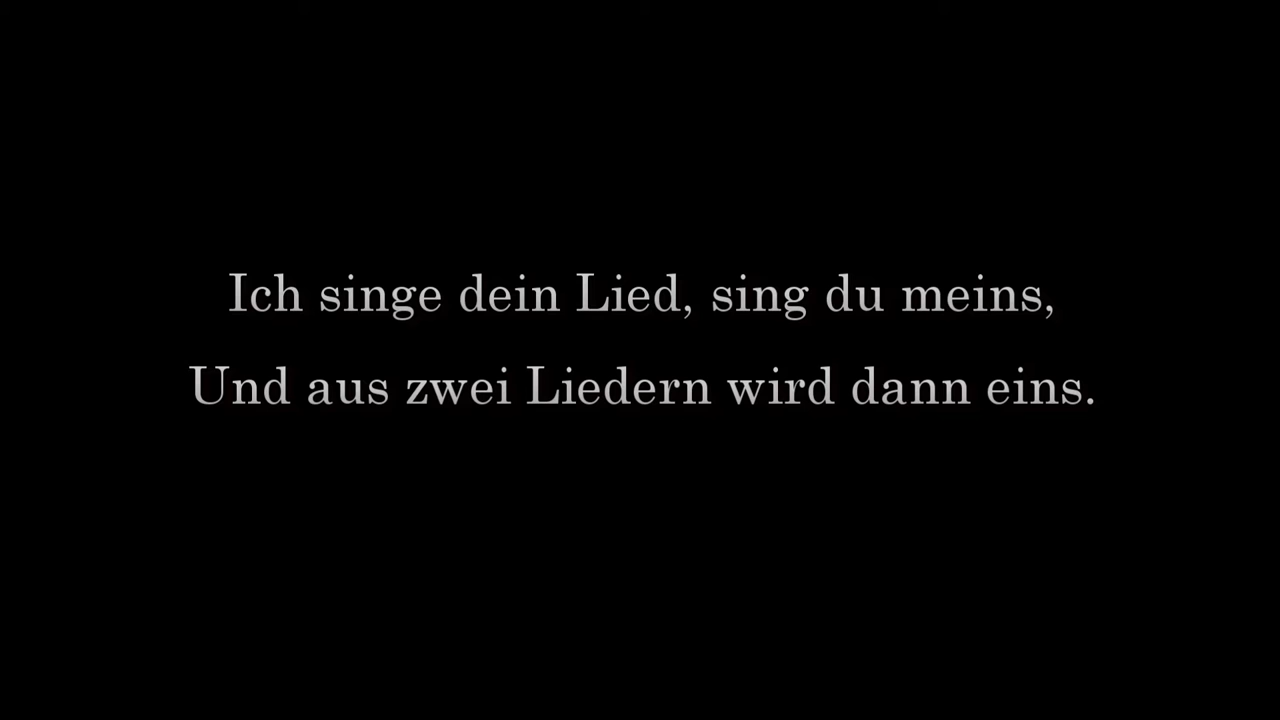 Ich singe dein Lied, sing du meins,
Und aus zwei Liedern wird dann eins.